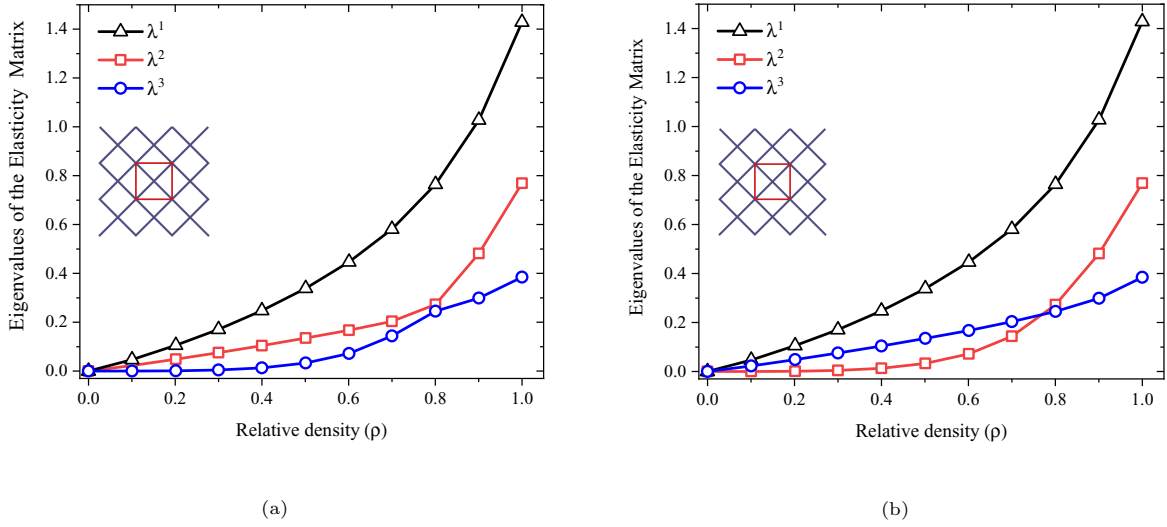 Eigenvalues of the Elasticity Matrix
1.4
1.2
1.0
0.8
0.6
0.4
0.2
0.0
λ¹
λ²
λ³
0.0 0.2 0.4 0.6 0.8 1.0
Relative density (ρ)
(a)
Eigenvalues of the Elasticity Matrix
1.4
1.2
1.0
0.8
0.6
0.4
0.2
0.0
λ¹
λ²
λ³
0.0 0.2 0.4 0.6 0.8 1.0
Relative density (ρ)
(b)